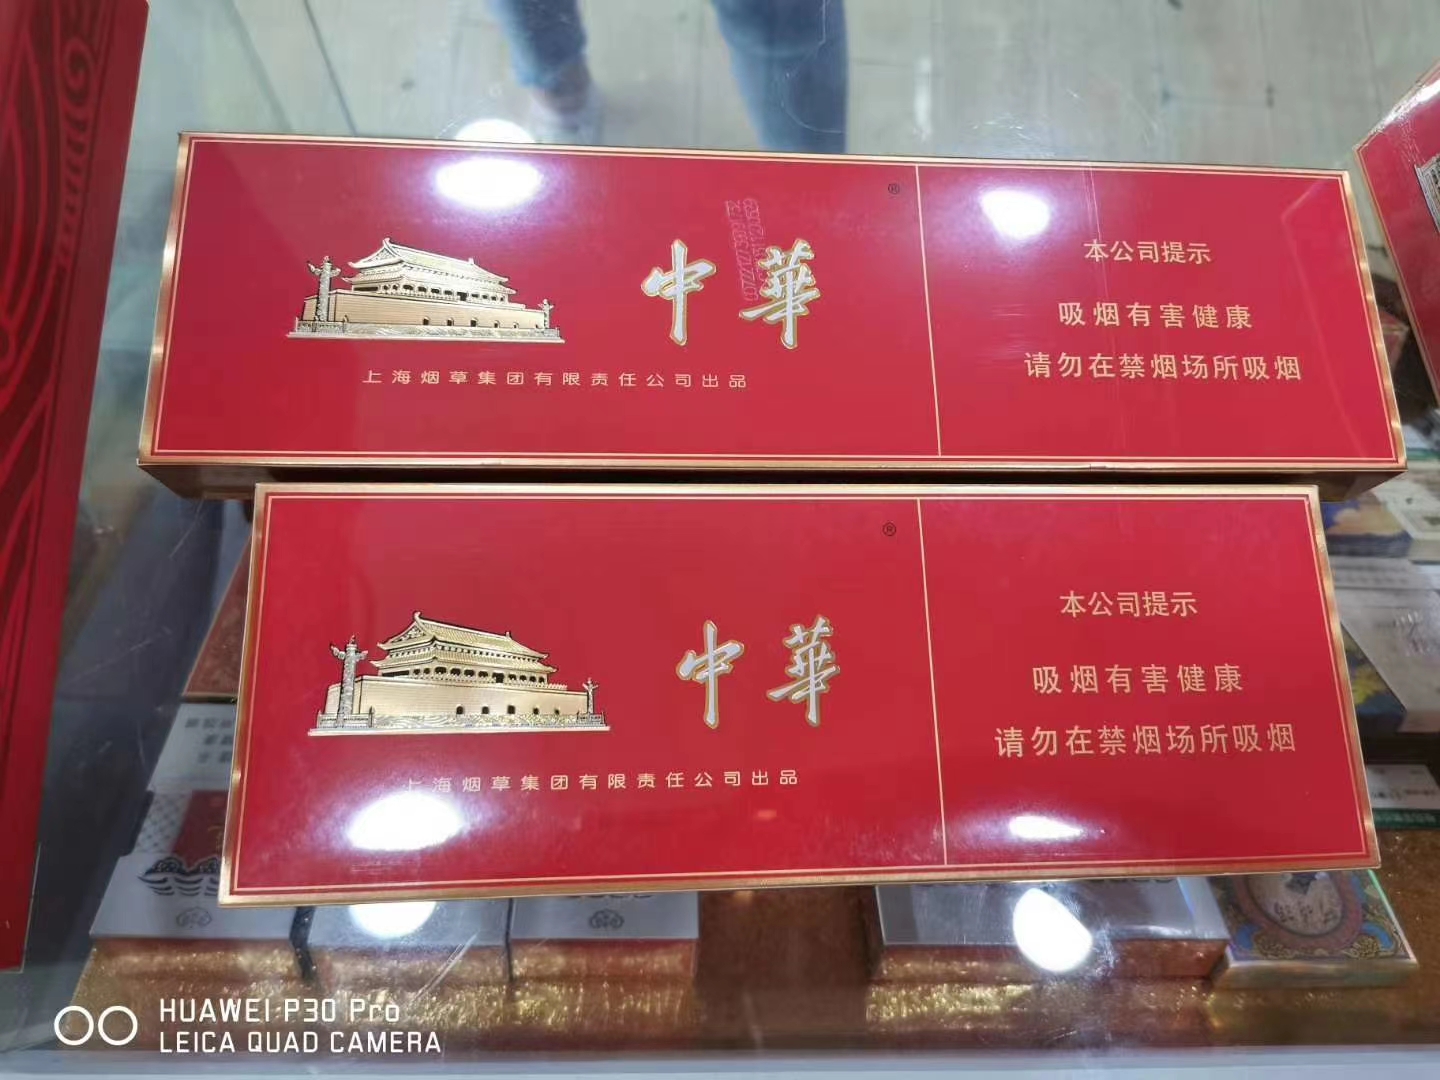 ®
中華
上海烟草集团有限责任公司出品
本公司提示
吸烟有害健康
请勿在禁烟场所吸烟
®
中華
上海烟草集团有限责任公司出品
本公司提示
吸烟有害健康
请勿在禁烟场所吸烟
HUAWEI P30 Pro
LEICA QUAD CAMERA